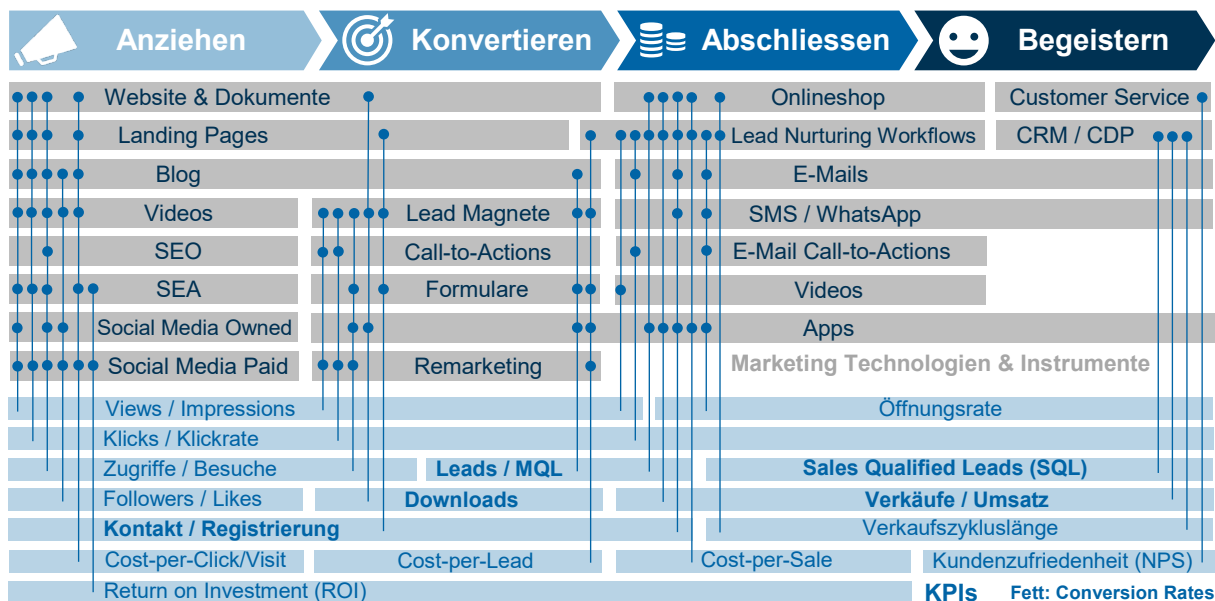 Anziehen Konvertieren Abschliessen Begeistern
Website & Dokumente Onlineshop Customer Service
Landing Pages Lead Nurturing Workflows CRM / CDP
Blog E-Mails
Videos Lead Magnete SMS / WhatsApp
SEO Call-to-Actions E-Mail Call-to-Actions
SEA Formulare Videos
Social Media Owned Apps
Social Media Paid Remarketing Marketing Technologien & Instrumente
Views / Impressions Öffnungsrate
Klicks / Klickrate
Zugriffe / Besuche Leads / MQL Sales Qualified Leads (SQL)
Followers / Likes Downloads Verkäufe / Umsatz
Kontakt / Registrierung Verkaufszykluslänge
Cost-per-Click/Visit Cost-per-Lead Cost-per-Sale Kundenzufriedenheit (NPS)
Return on Investment (ROI) KPIs Fett: Conversion Rates